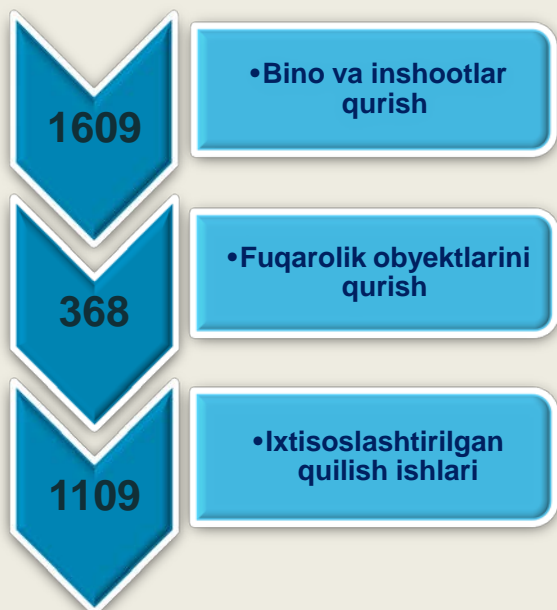 1609
•Bino va inshootlar
qurish
368
•Fuqarolik obyektlarini
qurish
1109
•Ixtisoslashtirilgan
quilish ishlari